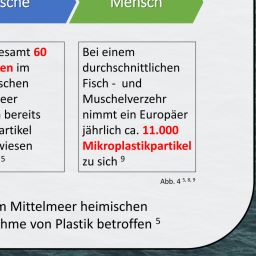 sche
Mensch
esamt 60
en im
schen
eer
bereits
artikel
wiesen
5
Bei einem
durchschnittlichen
Fisch - und
Muschelverzehr
nimmt ein Europäer
jährlich ca. 11.000
Mikroplastikpartikel
zu sich 9
Abb. 4 5, 8, 9
m Mittelmeer heimischen
hme von Plastik betroffen 5